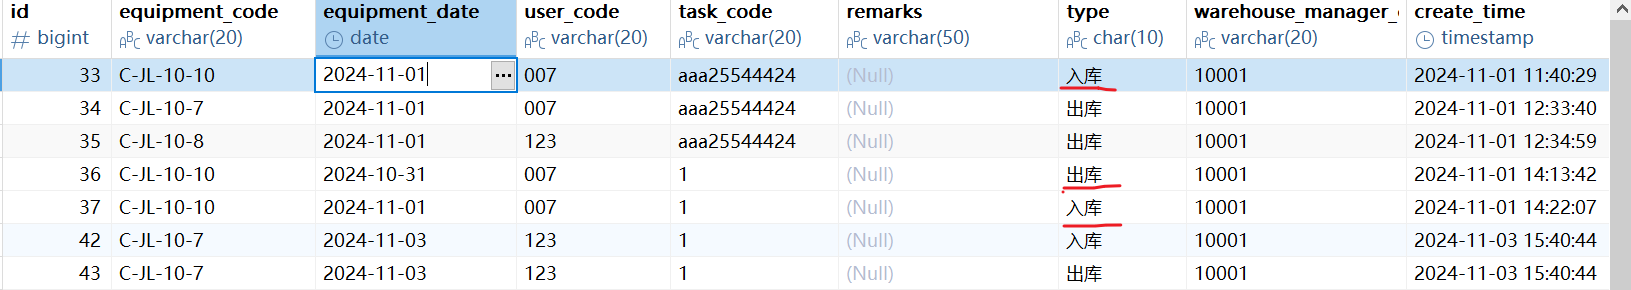 id equipment_code equipment_date user_code task_code remarks type warehouse_manager_ create_time
# bigint ABC varchar(20) date ABC varchar(20) ABC varchar(20) ABC varchar(50) ABC char(10) ABC varchar(20) timestamp
33 C-JL-10-10 2024-11-01 ... 007 aaa25544424 (Null) 入库 10001 2024-11-01 11:40:29
34 C-JL-10-7 2024-11-01 007 aaa25544424 (Null) 出库 10001 2024-11-01 12:33:40
35 C-JL-10-8 2024-11-01 123 aaa25544424 (Null) 出库 10001 2024-11-01 12:34:59
36 C-JL-10-10 2024-10-31 007 1 (Null) 出库 10001 2024-11-01 14:13:42
37 C-JL-10-10 2024-11-01 007 1 (Null) 入库 10001 2024-11-01 14:22:07
42 C-JL-10-7 2024-11-03 123 1 (Null) 入库 10001 2024-11-03 15:40:44
43 C-JL-10-7 2024-11-03 123 1 (Null) 出库 10001 2024-11-03 15:40:44